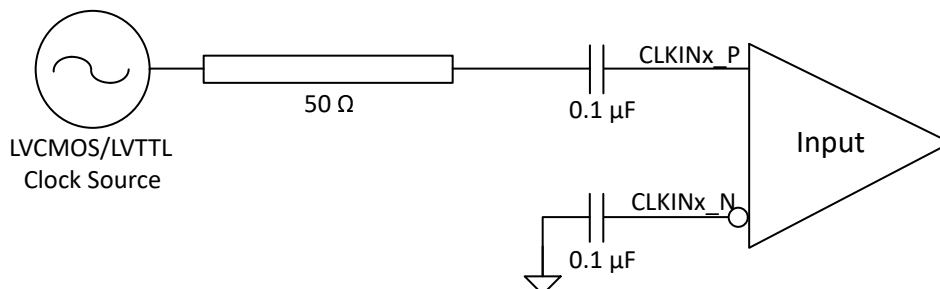 CLKINx_P
50 Ω
0.1 µF
LVCMOS/LVTTL
Clock Source
Input
CLKINx_N
0.1 µF